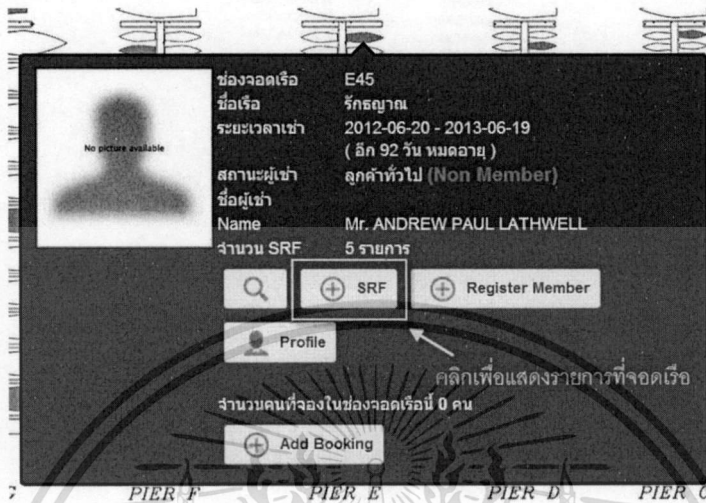 No picture available
ช่องจอดเรือ E45
ชื่อเรือ รักธญาณ
ระยะเวลาเช่า 2012-06-20 - 2013-06-19
( อีก 92 วัน หมดอายุ )
สถานะผู้เช่า ลูกค้าทั่วไป (Non Member)
ชื่อผู้เช่า
Name Mr. ANDREW PAUL LATHWELL
จำนวน SRF 5 รายการ
SRF Register Member
Profile
คลิกเพื่อแสดงรายการที่จอดเรือ
จำนวนคนที่จองในช่องจอดเรือนี้ 0 คน
Add Booking
PIER F PIER E PIER D PIER